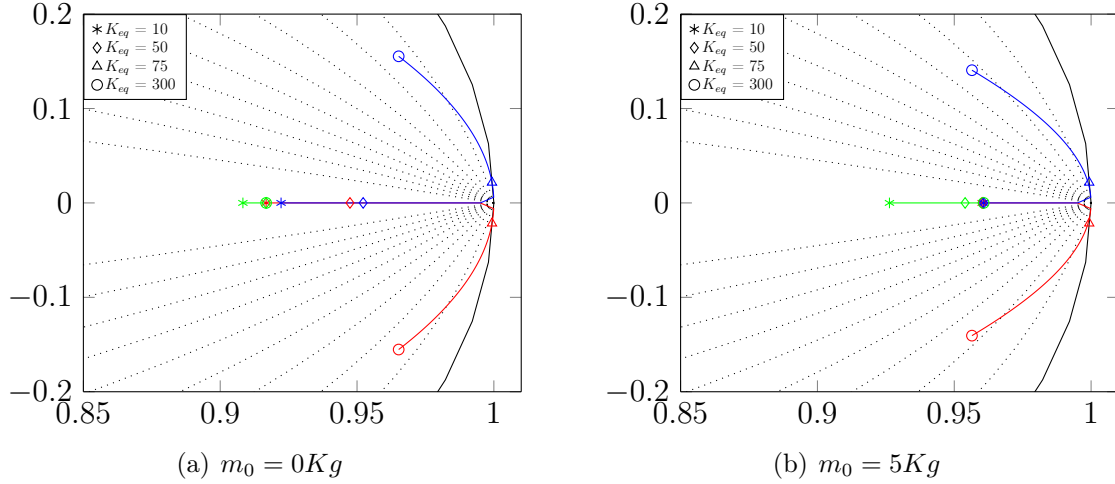 0.2
0.1
0
−0.1
−0.2
0.85
0.9
0.95
1
K_eq = 10
K_eq = 50
K_eq = 75
K_eq = 300
(a) m_0 = 0Kg
0.2
0.1
0
−0.1
−0.2
0.85
0.9
0.95
1
K_eq = 10
K_eq = 50
K_eq = 75
K_eq = 300
(b) m_0 = 5Kg